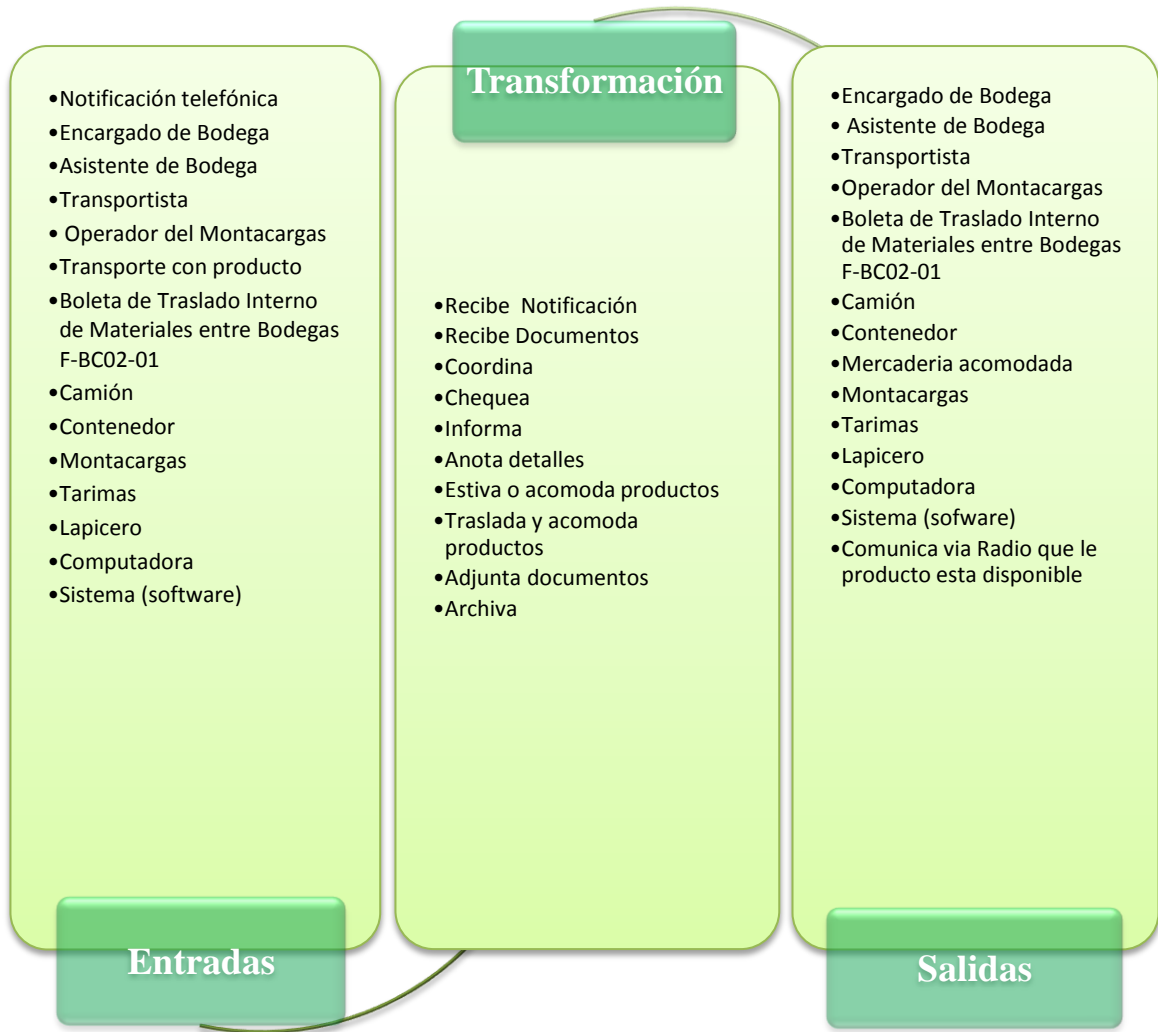 •Notificación telefónica
•Encargado de Bodega
•Asistente de Bodega
•Transportista
• Operador del Montacargas
•Transporte con producto
•Boleta de Traslado Interno
de Materiales entre Bodegas
F-BC02-01
•Camión
•Contenedor
•Montacargas
•Tarimas
•Lapicero
•Computadora
•Sistema (software)
Entradas
Transformación
•Recibe Notificación
•Recibe Documentos
•Coordina
•Chequea
•Informa
•Anota detalles
•Estiva o acomoda productos
•Traslada y acomoda
productos
•Adjunta documentos
•Archiva
•Encargado de Bodega
• Asistente de Bodega
•Transportista
•Operador del Montacargas
•Boleta de Traslado Interno
de Materiales entre Bodegas
F-BC02-01
•Camión
•Contenedor
•Mercaderia acomodada
•Montacargas
•Tarimas
•Lapicero
•Computadora
•Sistema (sofware)
•Comunica via Radio que le
producto esta disponible
Salidas